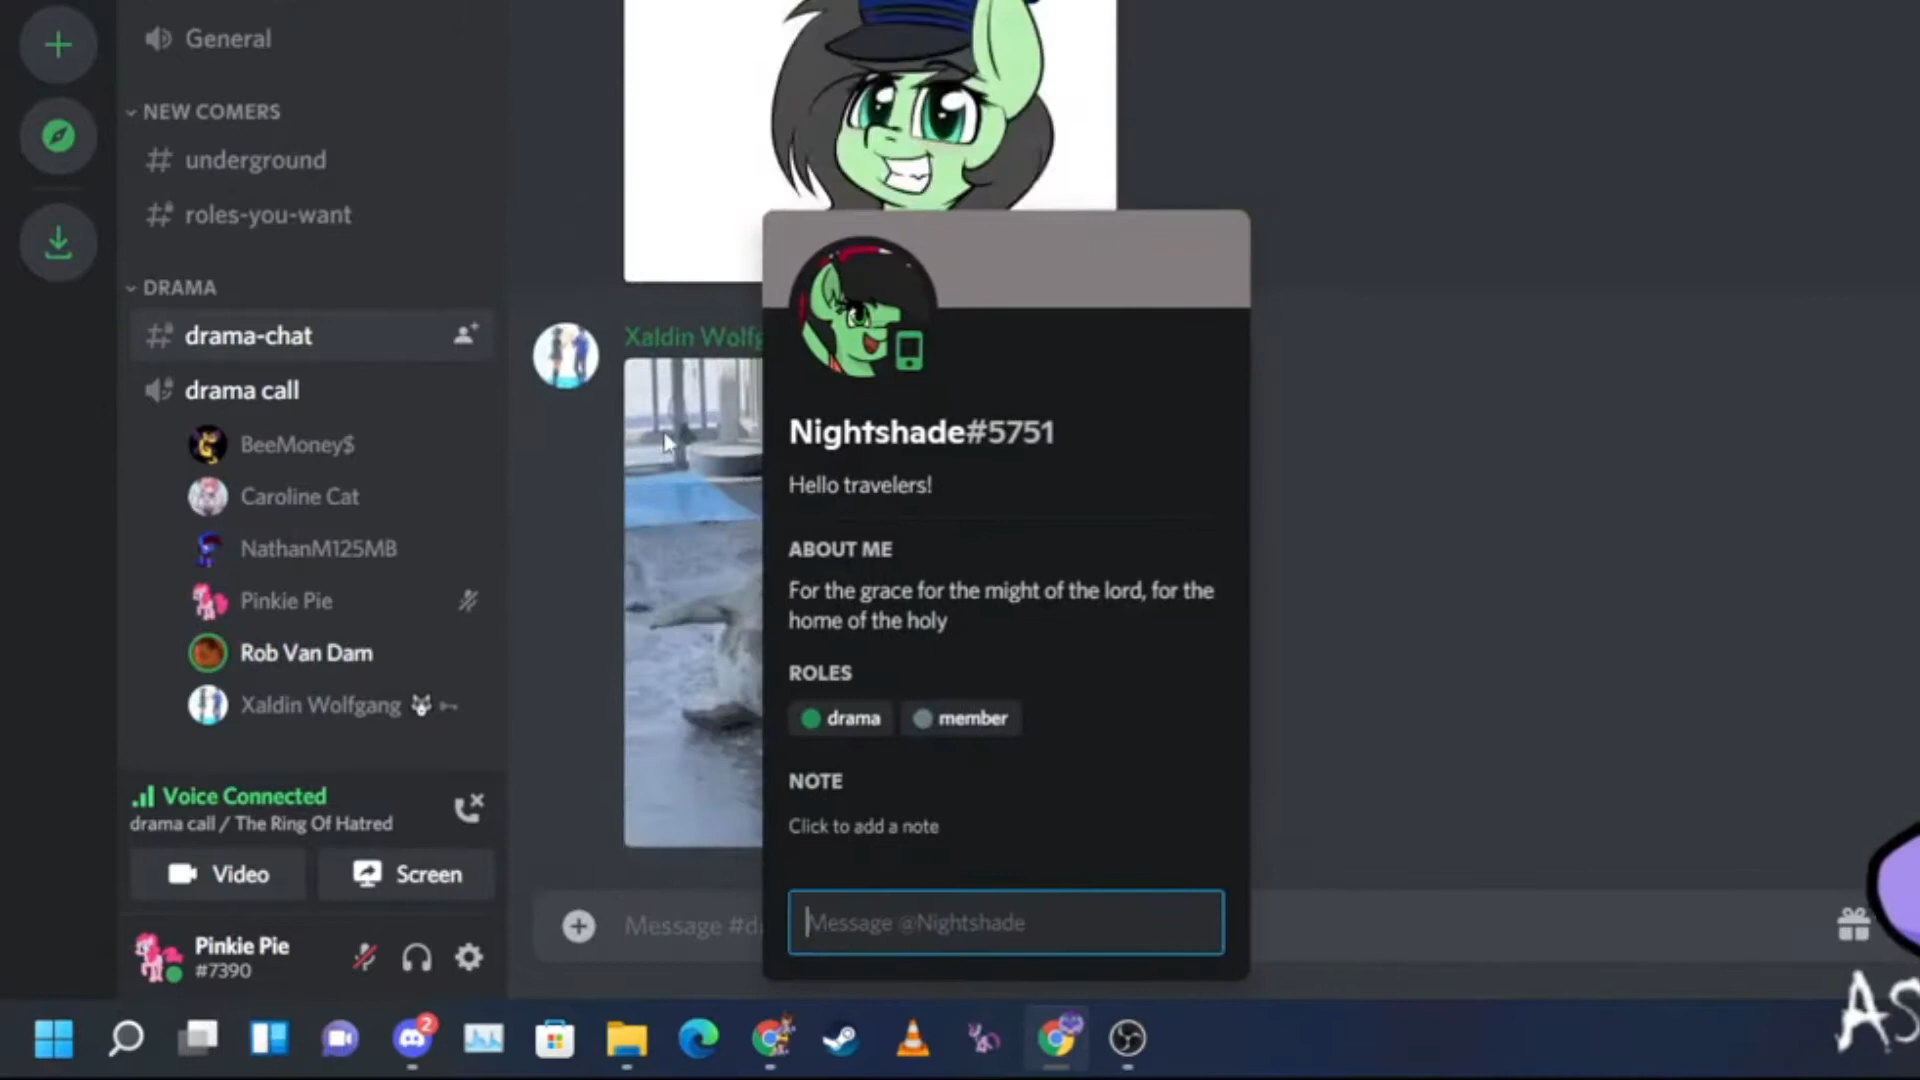 General
NEW COMERS
underground
roles-you-want
DRAMA
drama-chat
drama call
BeeMoney$
Caroline Cat
NathanM125MB
Pinkie Pie
Rob Van Dam
Xaldin Wolfgang
Voice Connected
drama call / The Ring Of Hatred
Video
Screen
Pinkie Pie
#7390
Xaldin Wolfg
Nightshade#5751
Hello travelers!
ABOUT ME
For the grace for the might of the lord, for the
home of the holy
ROLES
drama
member
NOTE
Click to add a note
Message @Nightshade
Message #d
2
AS